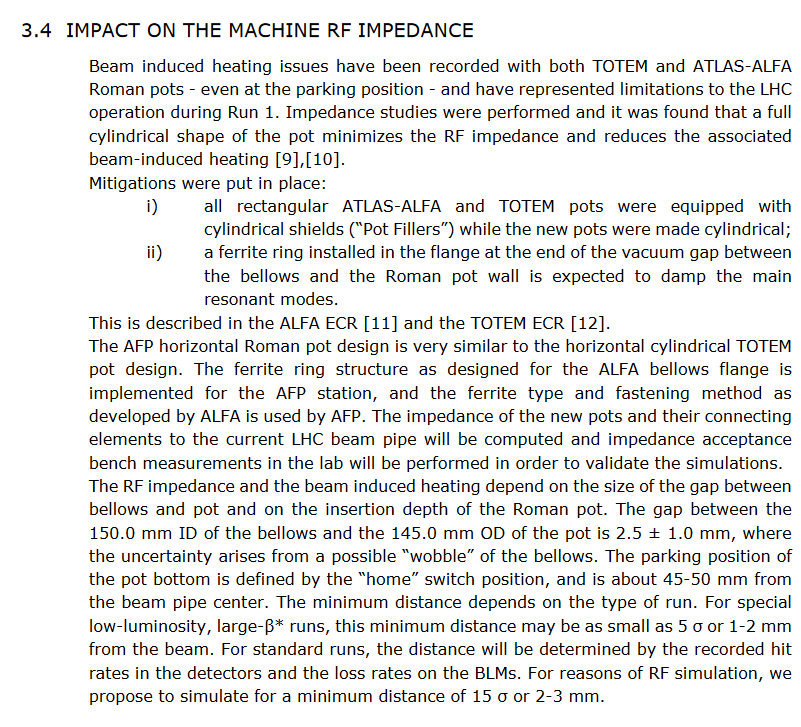 3.4 IMPACT ON THE MACHINE RF IMPEDANCE
Beam induced heating issues have been recorded with both TOTEM and ATLAS-ALFA
Roman pots - even at the parking position - and have represented limitations to the LHC
operation during Run 1. Impedance studies were performed and it was found that a full
cylindrical shape of the pot minimizes the RF impedance and reduces the associated
beam-induced heating [9],[10].
Mitigations were put in place:
i) all rectangular ATLAS-ALFA and TOTEM pots were equipped with
cylindrical shields (“Pot Fillers”) while the new pots were made cylindrical;
ii) a ferrite ring installed in the flange at the end of the vacuum gap between
the bellows and the Roman pot wall is expected to damp the main
resonant modes.
This is described in the ALFA ECR [11] and the TOTEM ECR [12].
The AFP horizontal Roman pot design is very similar to the horizontal cylindrical TOTEM
pot design. The ferrite ring structure as designed for the ALFA bellows flange is
implemented for the AFP station, and the ferrite type and fastening method as
developed by ALFA is used by AFP. The impedance of the new pots and their connecting
elements to the current LHC beam pipe will be computed and impedance acceptance
bench measurements in the lab will be performed in order to validate the simulations.
The RF impedance and the beam induced heating depend on the size of the gap between
bellows and pot and on the insertion depth of the Roman pot. The gap between the
150.0 mm ID of the bellows and the 145.0 mm OD of the pot is 2.5 ± 1.0 mm, where
the uncertainty arises from a possible “wobble” of the bellows. The parking position of
the pot bottom is defined by the “home” switch position, and is about 45-50 mm from
the beam pipe center. The minimum distance depends on the type of run. For special
low-luminosity, large-β* runs, this minimum distance may be as small as 5 σ or 1-2 mm
from the beam. For standard runs, the distance will be determined by the recorded hit
rates in the detectors and the loss rates on the BLMs. For reasons of RF simulation, we
propose to simulate for a minimum distance of 15 σ or 2-3 mm.